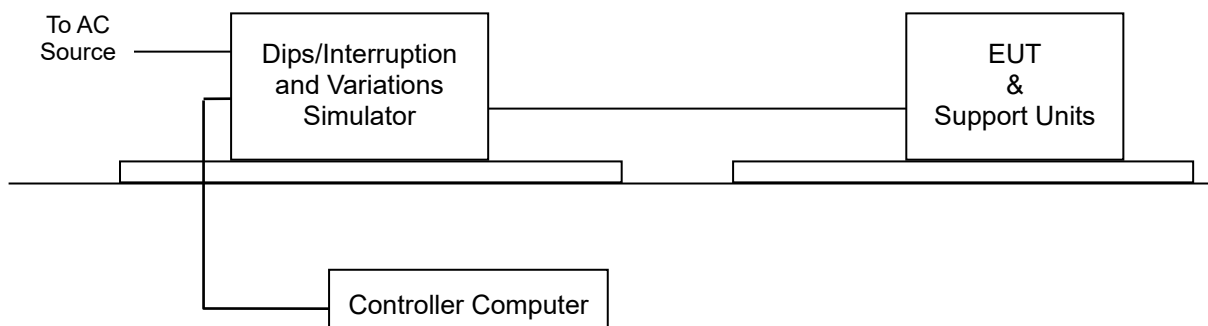 To AC
Source
Dips/Interruption
and Variations
Simulator
EUT
&
Support Units
Controller Computer